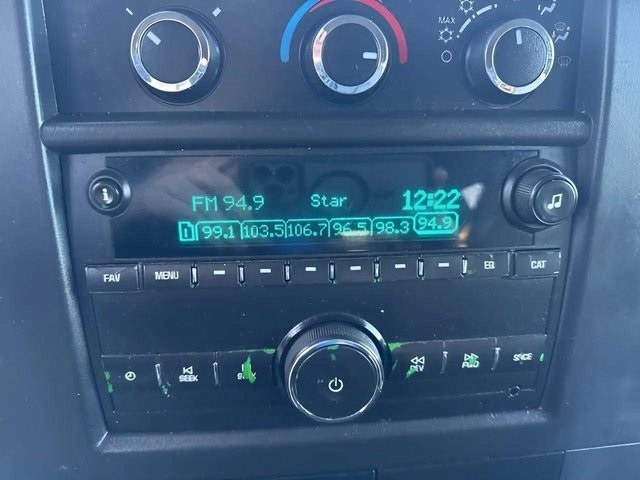 MAX
FM 94.9 Star 12:22
1 99.1 103.5 106.7 96.5 98.3 94.9
FAV MENU EQ CAT
SEEK REV FWD